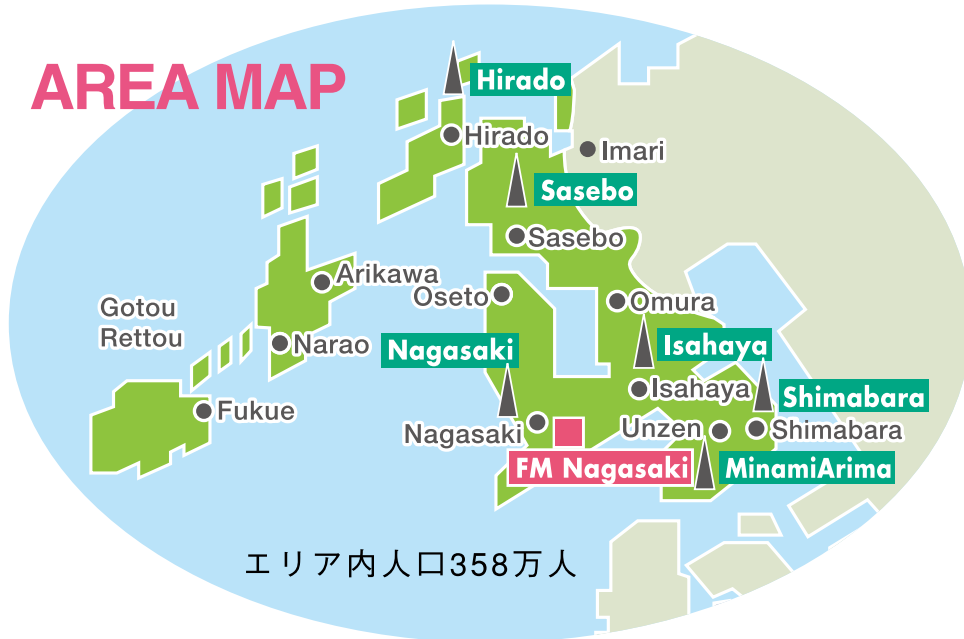 AREA MAP
Hirado
Hirado
Imari
Sasebo
Sasebo
Arikawa
Oseto
Omura
Gotou
Rettou
Narao
Nagasaki
Isahaya
Isahaya
Shimabara
Fukue
Nagasaki
Unzen
Shimabara
FM Nagasaki
MinamiArima
エリア内人口358万人